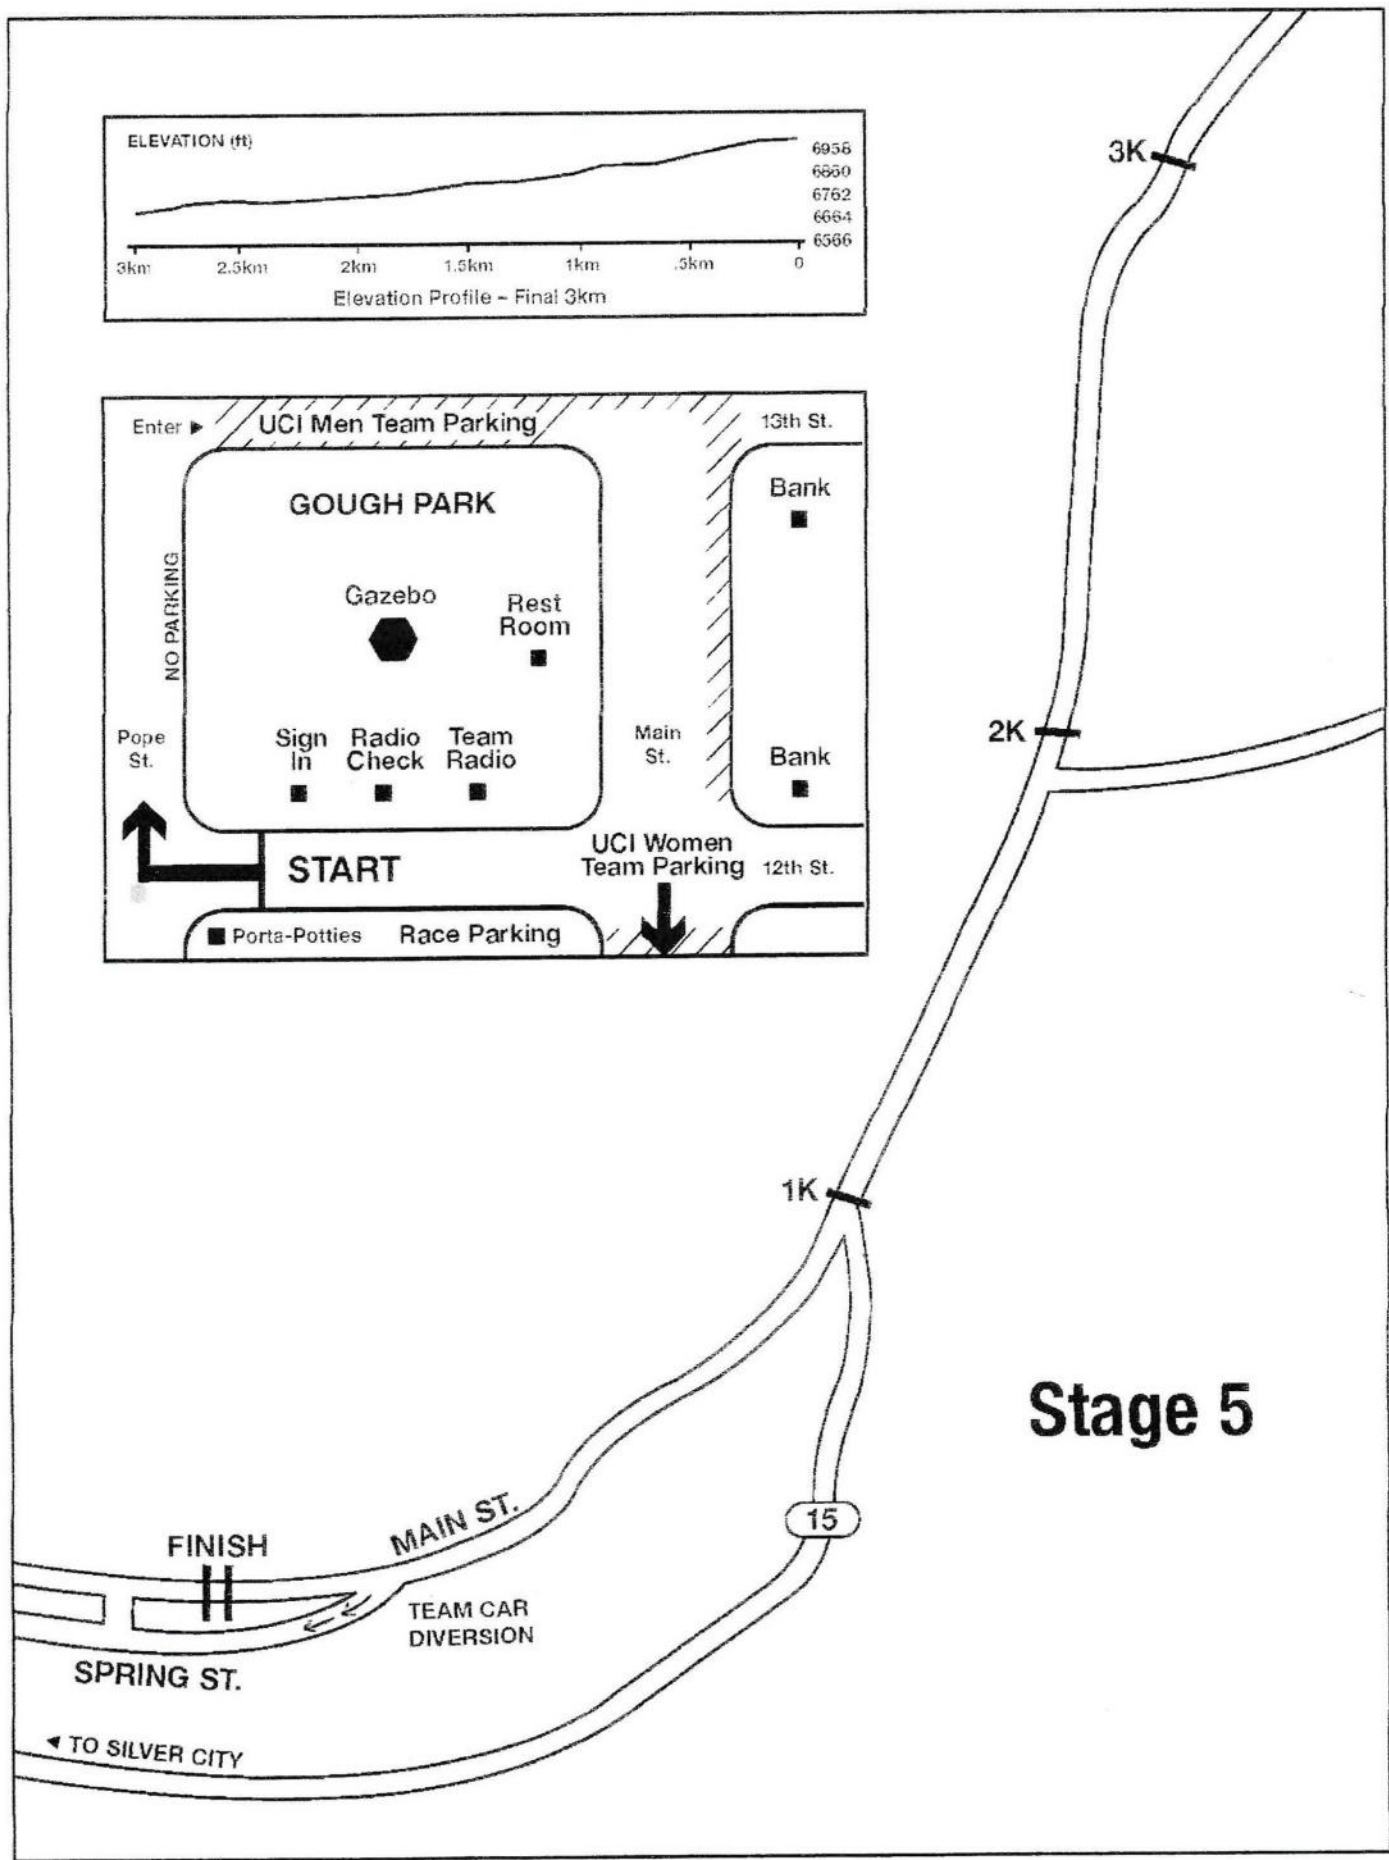 ELEVATION (ft)
6958
6860
6762
6664
6566
3km 2.5km 2km 1.5km 1km .5km 0
Elevation Profile – Final 3km
Enter ► UCI Men Team Parking 13th St.
GOUGH PARK
Bank
NO PARKING
Gazebo
Rest
Room
Pope
St.
Sign
In
Radio
Check
Team
Radio
Main
St.
Bank
START
UCI Women
Team Parking
12th St.
Porta-Potties Race Parking
3K
2K
1K
Stage 5
15
MAIN ST.
FINISH
TEAM CAR
DIVERSION
SPRING ST.
◄ TO SILVER CITY